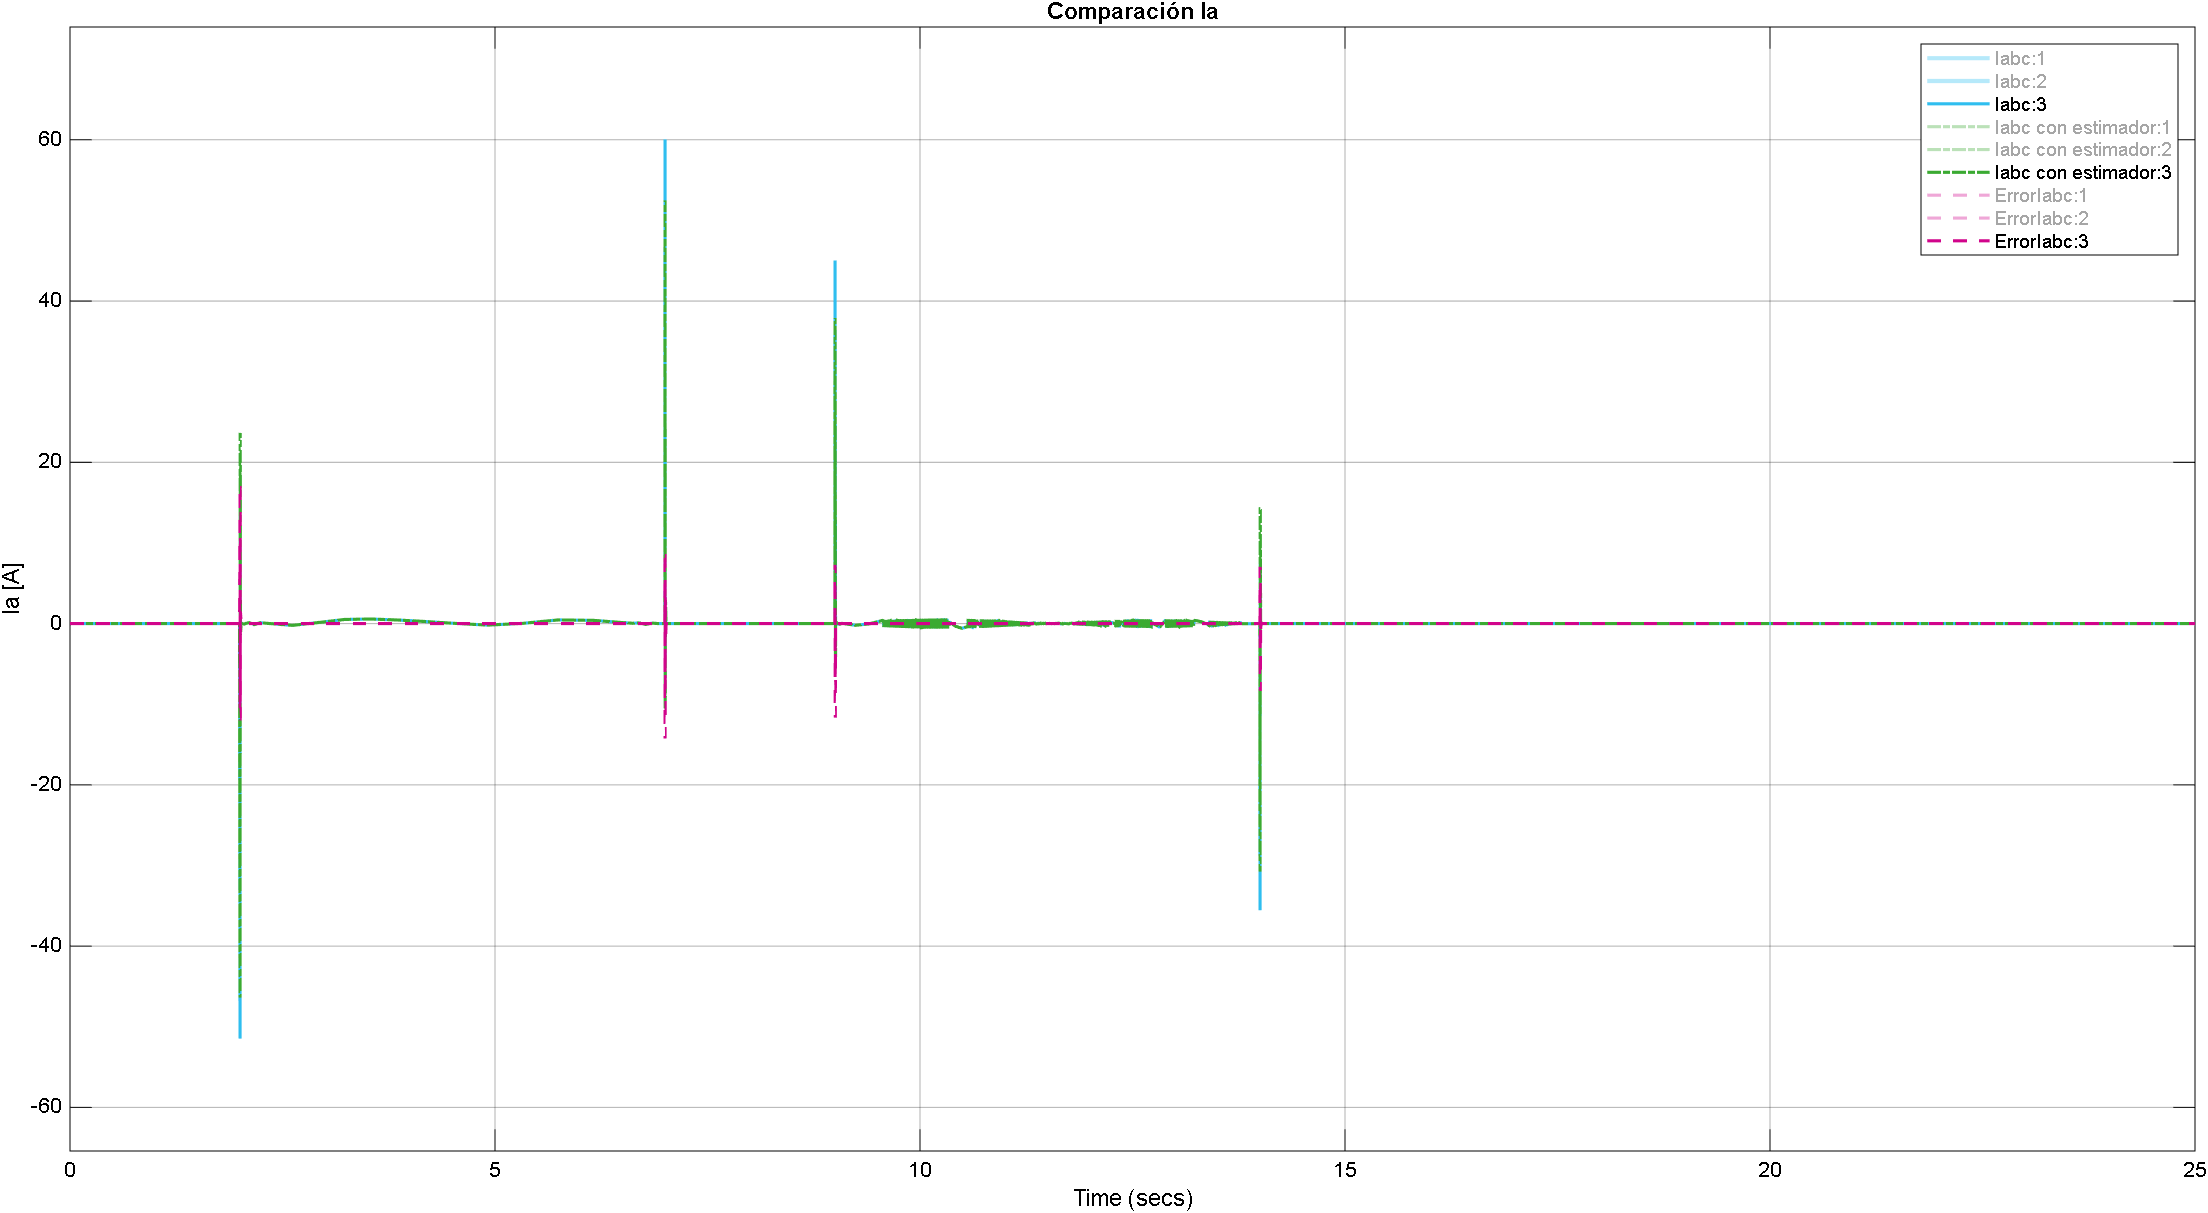 Comparación Ia
Iabc:1
Iabc:2
Iabc:3
Iabc con estimador:1
Iabc con estimador:2
Iabc con estimador:3
ErrorIabc:1
ErrorIabc:2
ErrorIabc:3
60
40
20
0
-20
-40
-60
Ia [A]
0 5 10 15 20 25
Time (secs)